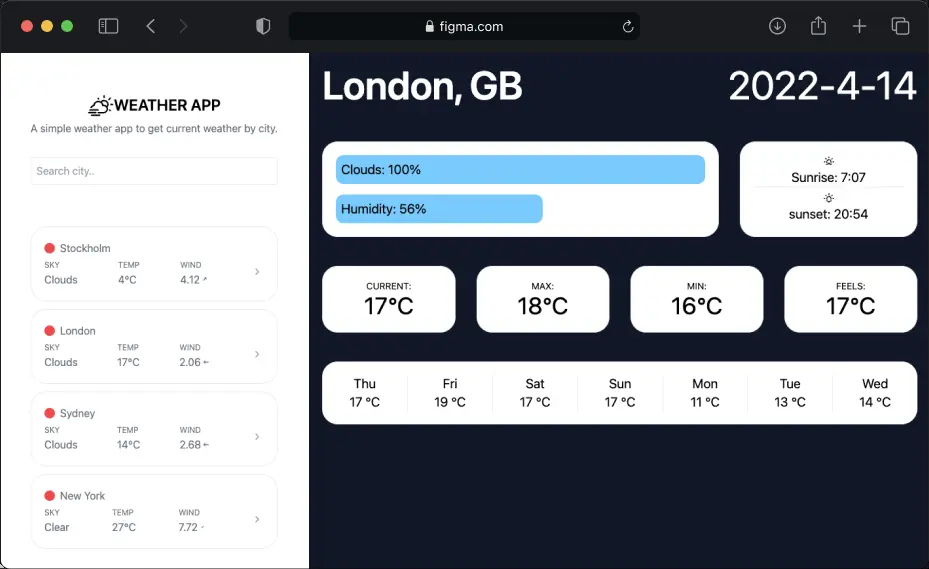 figma.com
WEATHER APP
A simple weather app to get current weather by city.
Search city..
Stockholm
SKY TEMP WIND
Clouds 4°C 4.12
London
SKY TEMP WIND
Clouds 17°C 2.06
Sydney
SKY TEMP WIND
Clouds 14°C 2.68
New York
SKY TEMP WIND
Clear 27°C 7.72
London, GB 2022-4-14
Clouds: 100%
Humidity: 56%
Sunrise: 7:07
sunset: 20:54
CURRENT: MAX: MIN: FEELS:
17°C 18°C 16°C 17°C
Thu Fri Sat Sun Mon Tue Wed
17 °C 19 °C 17 °C 17 °C 11 °C 13 °C 14 °C